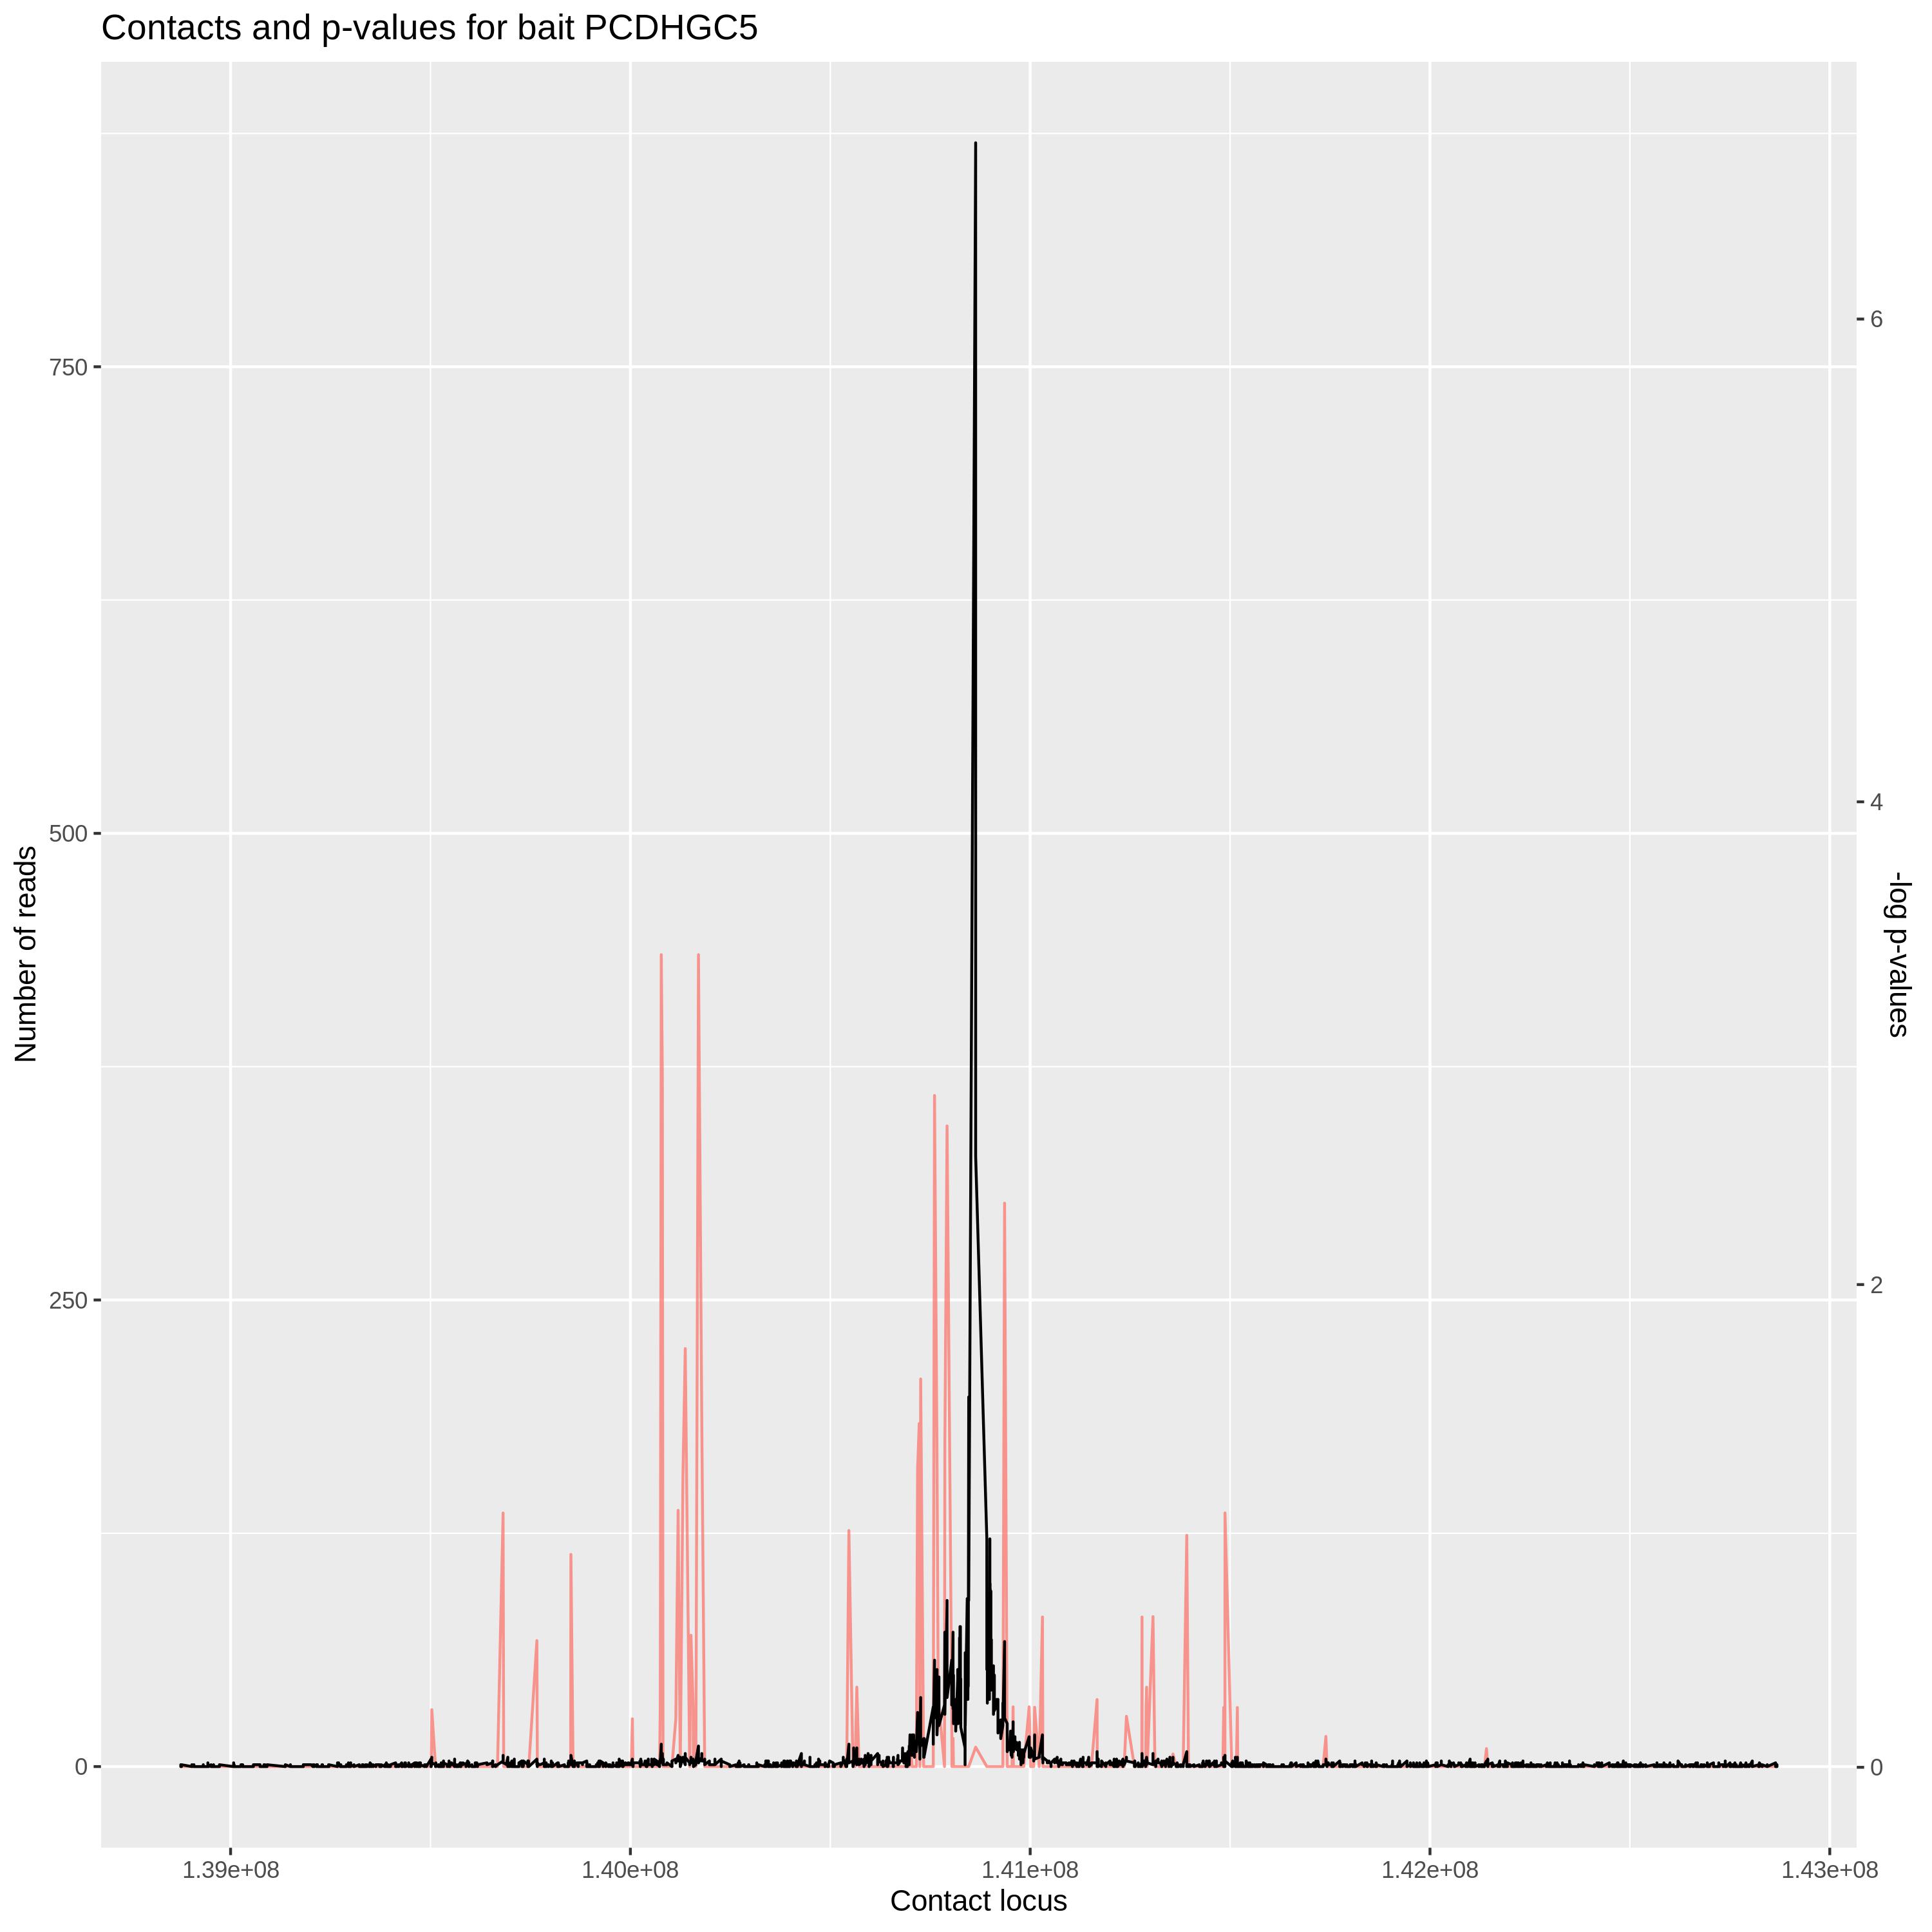 Contacts and p-values for bait PCDHGC5
Number of reads
750
500
250
0
6
4
2
0
-log p-values
1.39e+08
1.40e+08
1.41e+08
1.42e+08
1.43e+08
Contact locus